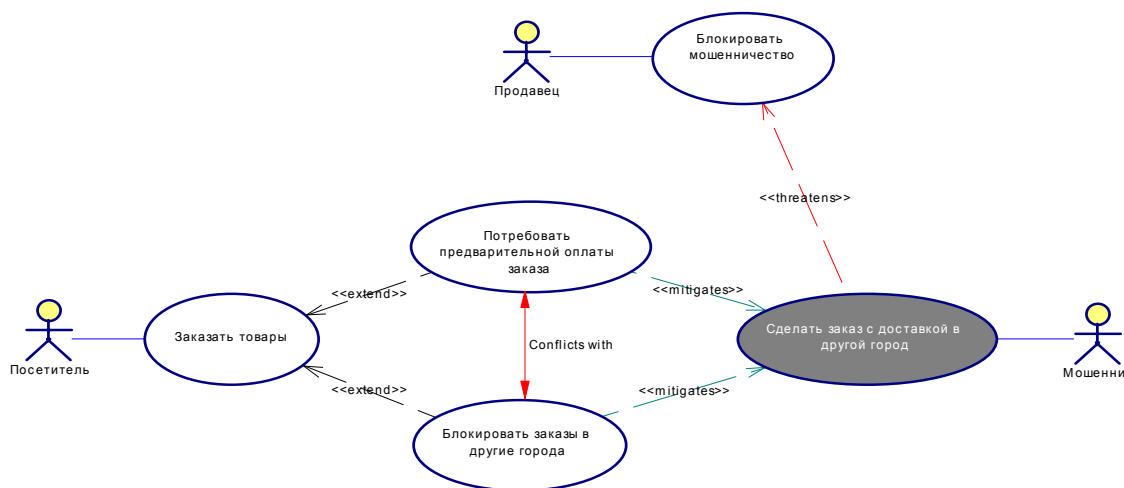 Блокировать
мошенничество
Продавец
<<threatens>>
Потребовать
предварительной оплаты
заказа
<<extend>>
<<mitigates>>
Заказать товары
Conflicts with
Сделать заказ с доставкой в
другой город
Посетитель
Мошенни
<<extend>>
<<mitigates>>
Блокировать заказы в
другие города